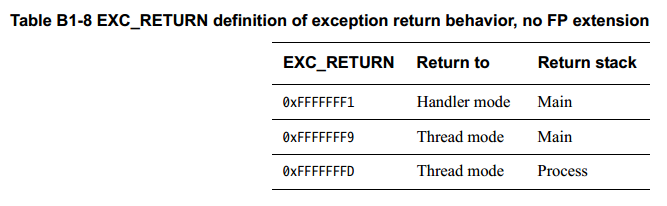 Table B1-8 EXC_RETURN definition of exception return behavior, no FP extension
EXC_RETURN Return to Return stack
0xFFFFFFF1 Handler mode Main
0xFFFFFFF9 Thread mode Main
0xFFFFFFFD Thread mode Process